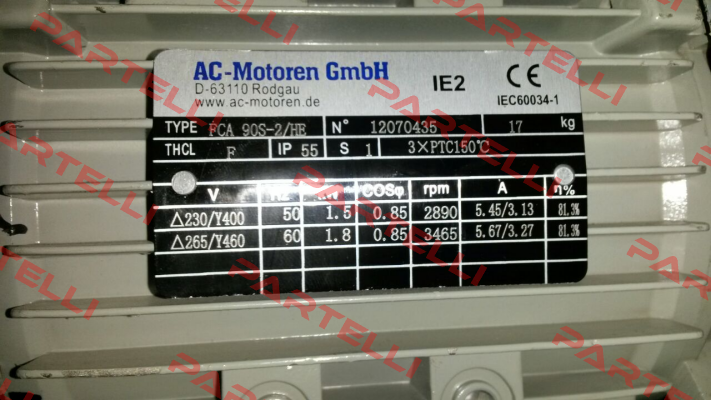 AC-Motoren GmbH IE2 CE
D-63110 Rodgau
www.ac-motoren.de IEC60034-1
TYPE FCA 90S-2/HE N° 12070435 17 kg
THCL F IP 55 S 1 3×PTC150℃
V Hz kW COSφ rpm A η%
△230/Y400 50 1.5 0.85 2890 5.45/3.13 81.3%
△265/Y460 60 1.8 0.85 3465 5.67/3.27 81.3%
PARTELLI
PARTELLI
PARTELLI
PARTELLI
PARTELLI